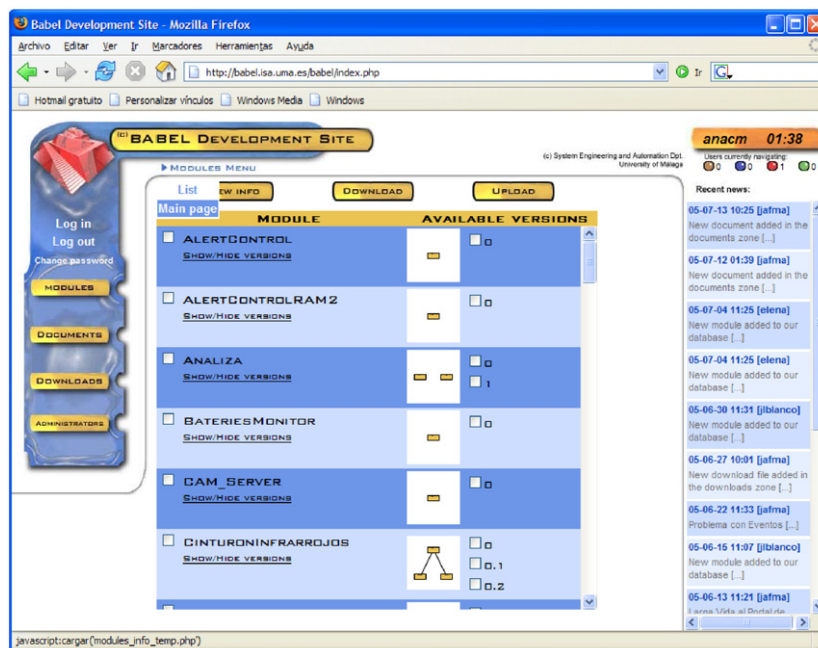 Babel Development Site - Mozilla Firefox
Archivo Editar Ver Ir Marcadores Herramientas Ayuda
http://babel.isa.uma.es/babel/index.php
Ir
G
Hotmail gratuito Personalizar vínculos Windows Media Windows
(C) BABEL DEVELOPMENT SITE
MODULES MENU
(c) System Engineering and Automation Dpt.
University of Málaga
anacm 01:38
Users currently navigating:
0 0 1 0
Recent news:
List
Main page
EW INFO
DOWNLOAD
UPLOAD
Log in
Log out
Change password
MODULES
DOCUMENTS
DOWNLOADS
ADMINISTRATORS
MODULE AVAILABLE VERSIONS
ALERTCONTROL
SHOW/HIDE VERSIONS
0
ALERTCONTROLRAM2
SHOW/HIDE VERSIONS
0
ANALIZA
SHOW/HIDE VERSIONS
0
1
BATERIESMONITOR
SHOW/HIDE VERSIONS
0
CAM_SERVER
SHOW/HIDE VERSIONS
0
CINTURONINFRARROJOS
SHOW/HIDE VERSIONS
0
0.1
0.2
05-07-13 10:25 [jafma]
New document added in the
documents zone [...]
05-07-12 01:39 [jafma]
New document added in the
documents zone [...]
05-07-04 11:25 [elena]
New module added to our
database [...]
05-07-04 11:25 [elena]
New module added to our
database [...]
05-06-30 11:31 [jlblanco]
New module added to our
database [...]
05-06-27 10:01 [jafma]
New download file added in
the downloads zone [...]
05-06-22 11:33 [jafma]
Problema con Eventos [...]
05-06-15 11:07 [jlblanco]
New module added to our
database [...]
05-06-13 11:21 [jafma]
Larga Vida al Portal de
javascript:cargar('modules_info_temp.php')